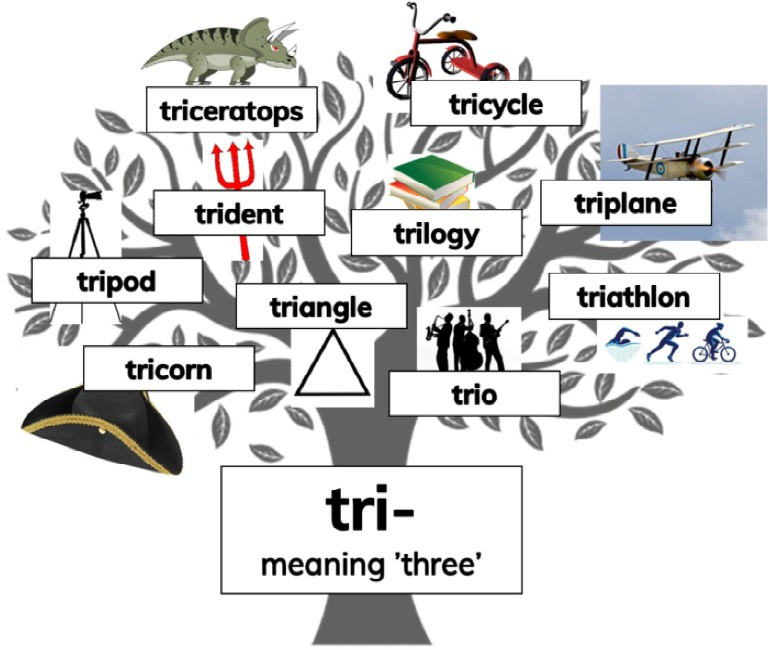 triceratops
tricycle
trident
trilogy
triplane
tripod
triangle
triathlon
tricorn
trio
tri-
meaning ’three’